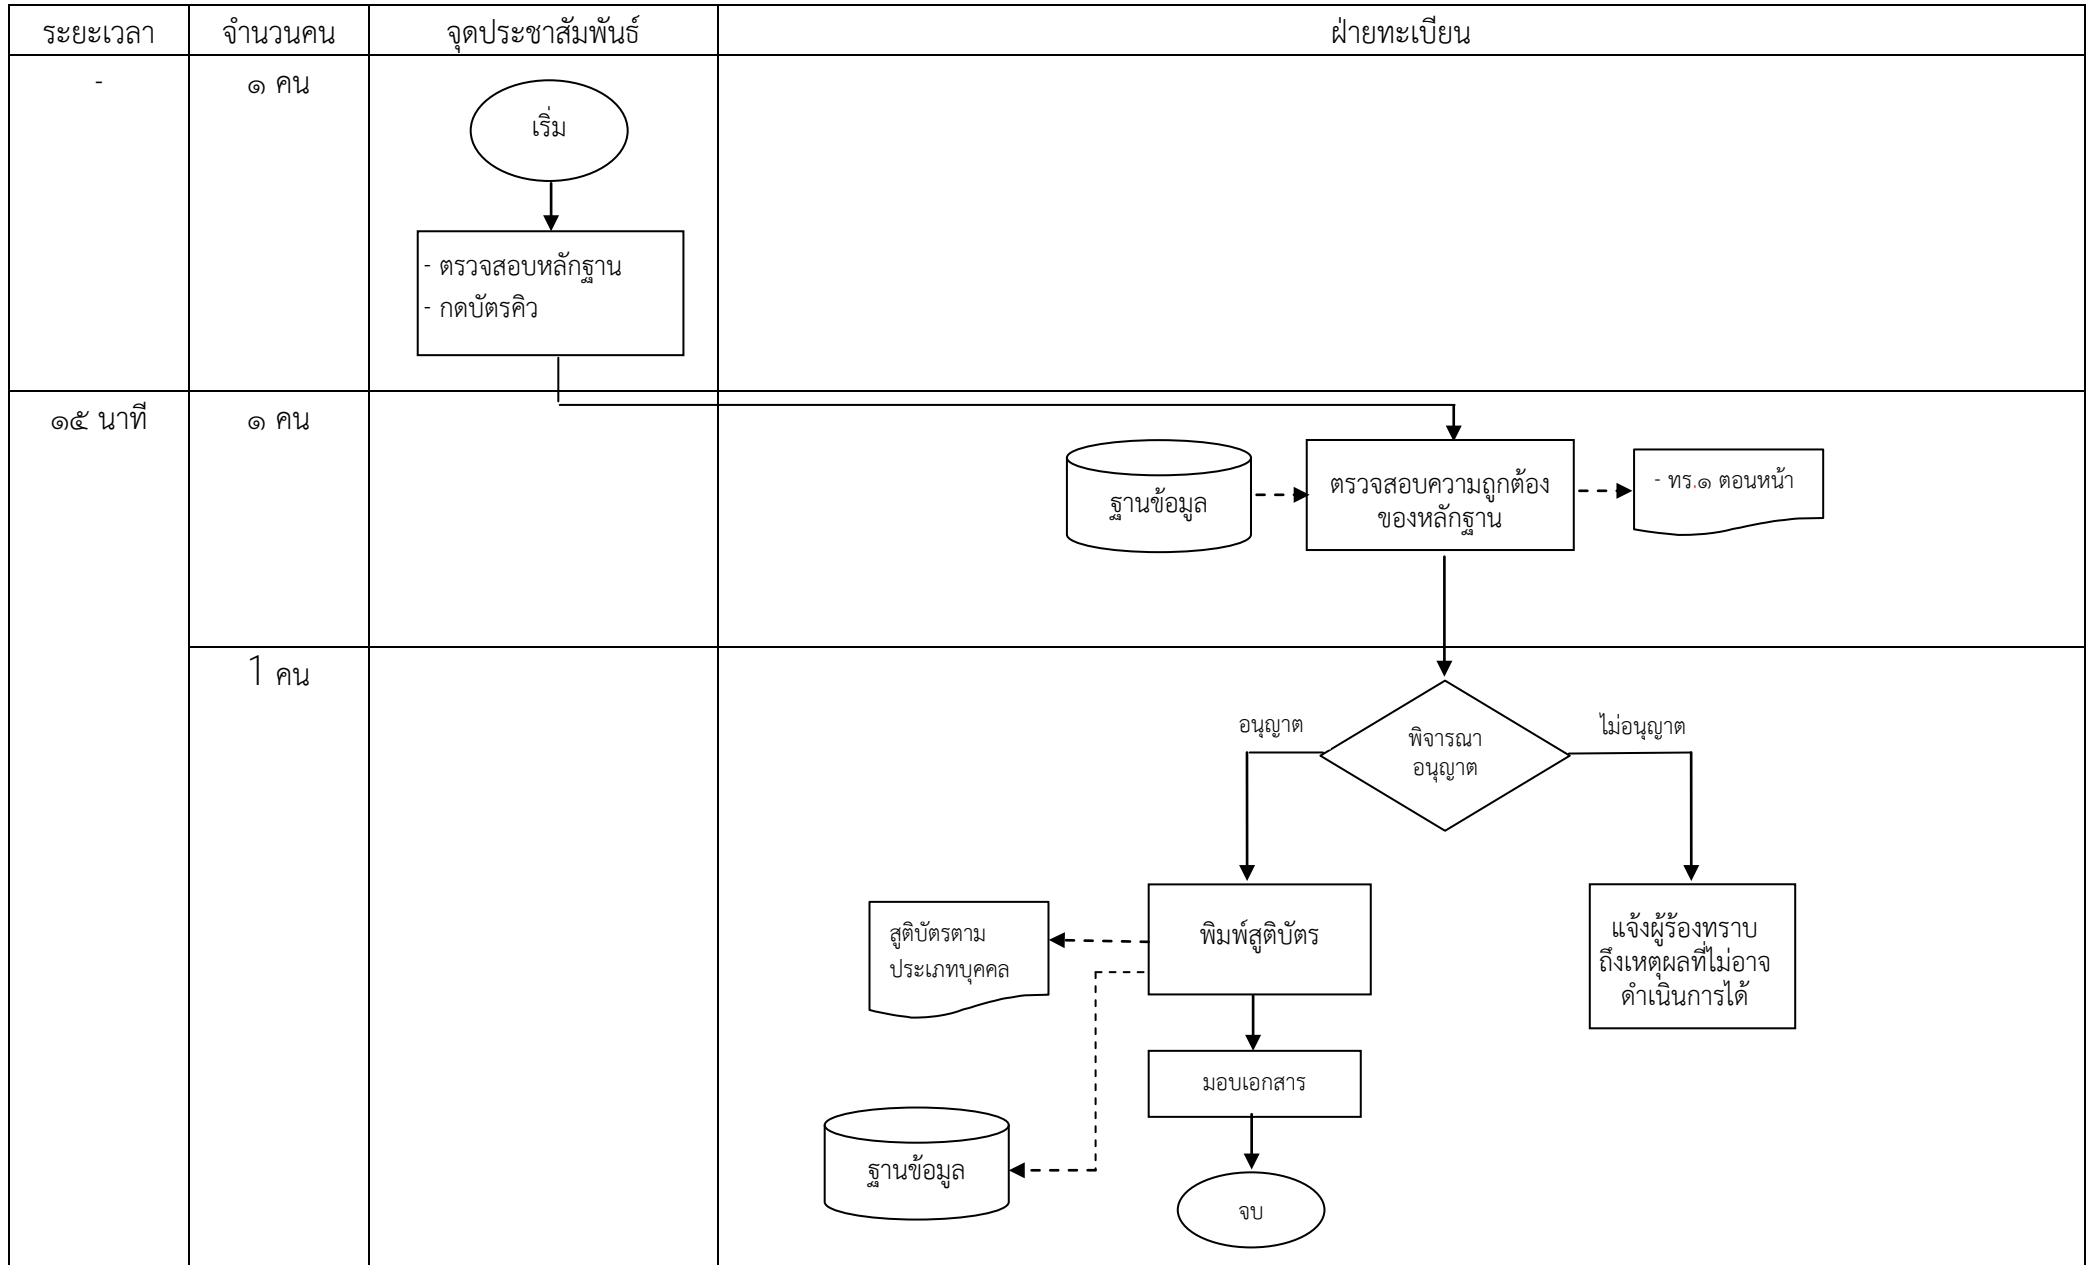 ระยะเวลา
จำนวนคน
จุดประชาสัมพันธ์
ฝ่ายทะเบียน
-
๑ คน
เริ่ม
- ตรวจสอบหลักฐาน
- กดบัตรคิว
๑๕ นาที
๑ คน
ฐานข้อมูล
ตรวจสอบความถูกต้อง
ของหลักฐาน
- ทร.๑ ตอนหน้า
1 คน
อนุญาต
พิจารณา
อนุญาต
ไม่อนุญาต
สูติบัตรตาม
ประเภทบุคคล
พิมพ์สูติบัตร
แจ้งผู้ร้องทราบ
ถึงเหตุผลที่ไม่อาจ
ดำเนินการได้
มอบเอกสาร
ฐานข้อมูล
จบ